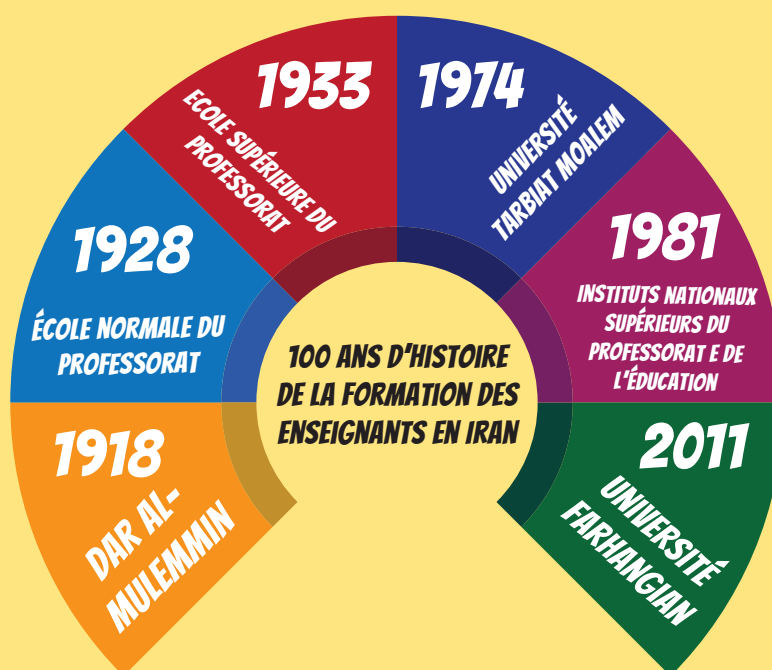 1918
DAR AL-
MULEMMIN
1928
ÉCOLE NORMALE DU
PROFESSORAT
1933
ECOLE SUPÉRIEURE DU
PROFESSORAT
1974
UNIVERSITÉ
TARBIAT MOALEM
1981
INSTITUTS NATIONAUX
SUPÉRIEURS DU
PROFESSORAT E DE
L'ÉDUCATION
2011
UNIVERSITÉ
FARHANGIAN
100 ANS D'HISTOIRE
DE LA FORMATION DES
ENSEIGNANTS EN IRAN